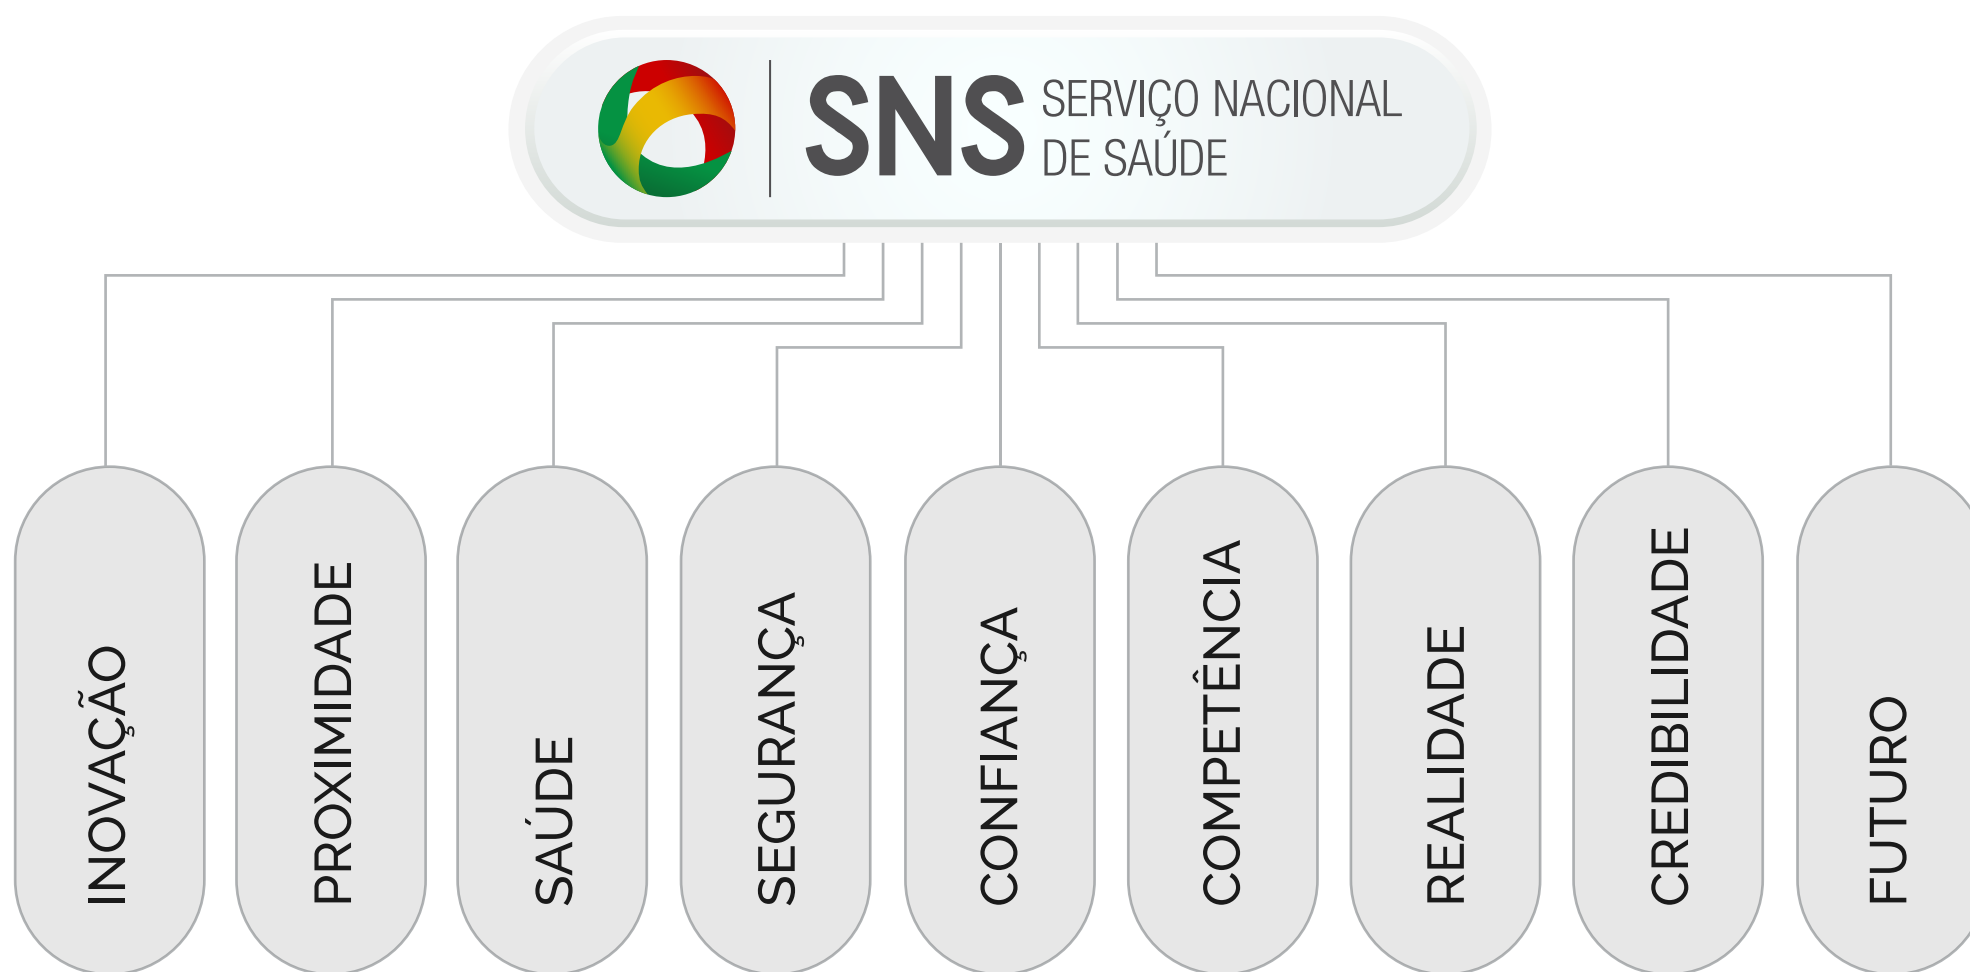 SNS
SERVIÇO NACIONAL
DE SAÚDE
INOVAÇÃO
PROXIMIDADE
SAÚDE
SEGURANÇA
CONFIANÇA
COMPETÊNCIA
REALIDADE
CREDIBILIDADE
FUTURO